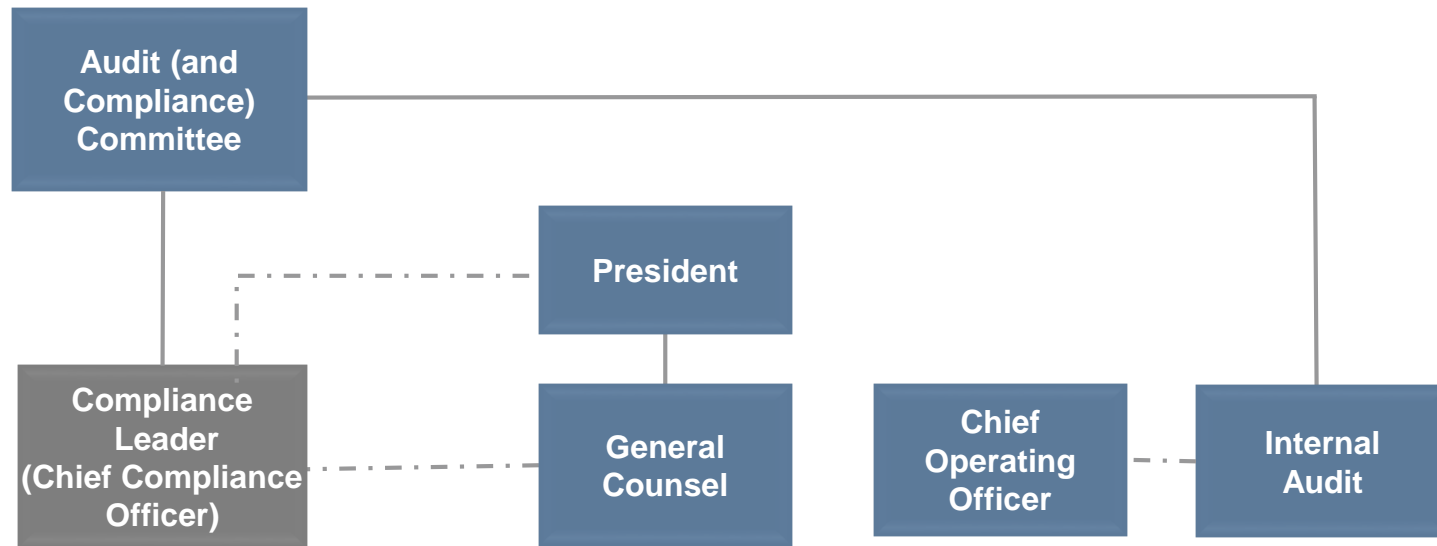 Audit (and
Compliance)
Committee
President
Compliance
Leader
(Chief Compliance
Officer)
General
Counsel
Chief
Operating
Officer
Internal
Audit